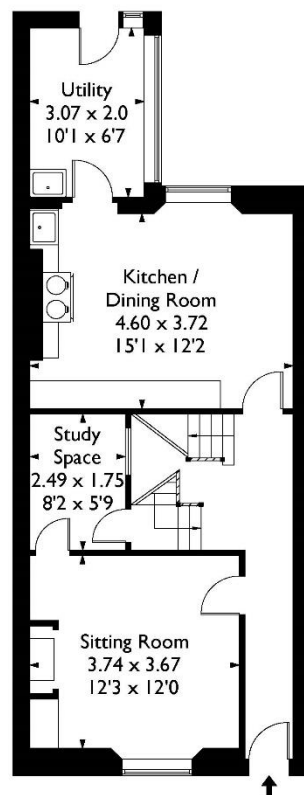 Utility
3.07 x 2.0
10'1 x 6'7
Kitchen /
Dining Room
4.60 x 3.72
15'1 x 12'2
Study
Space
2.49 x 1.75
8'2 x 5'9
Sitting Room
3.74 x 3.67
12'3 x 12'0